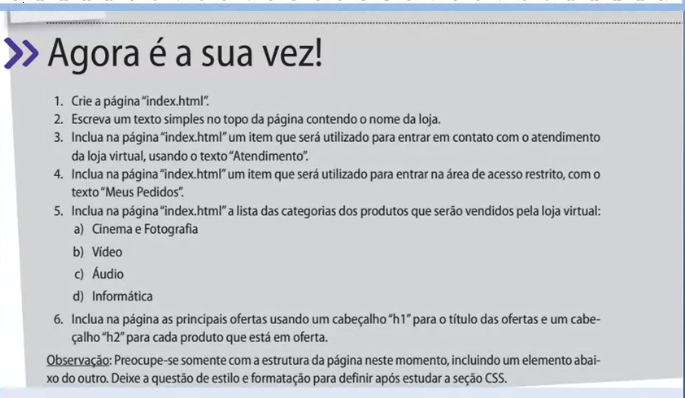 Agora é a sua vez!
1. Crie a página “index.html”.
2. Escreva um texto simples no topo da página contendo o nome da loja.
3. Inclua na página “index.html” um item que será utilizado para entrar em contato com o atendimento
da loja virtual, usando o texto “Atendimento”.
4. Inclua na página “index.html” um item que será utilizado para entrar na área de acesso restrito, com o
texto “Meus Pedidos”.
5. Inclua na página “index.html” a lista das categorias dos produtos que serão vendidos pela loja virtual:
a) Cinema e Fotografia
b) Vídeo
c) Áudio
d) Informática
6. Inclua na página as principais ofertas usando um cabeçalho “h1” para o título das ofertas e um cabe-
çalho “h2” para cada produto que está em oferta.
Observação: Preocupe-se somente com a estrutura da página neste momento, incluindo um elemento abai-
xo do outro. Deixe a questão de estilo e formatação para definir após estudar a seção CSS.